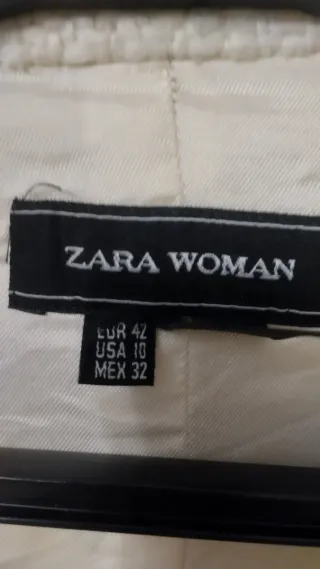 ZARA WOMAN
EUR 42
USA 10
MEX 32